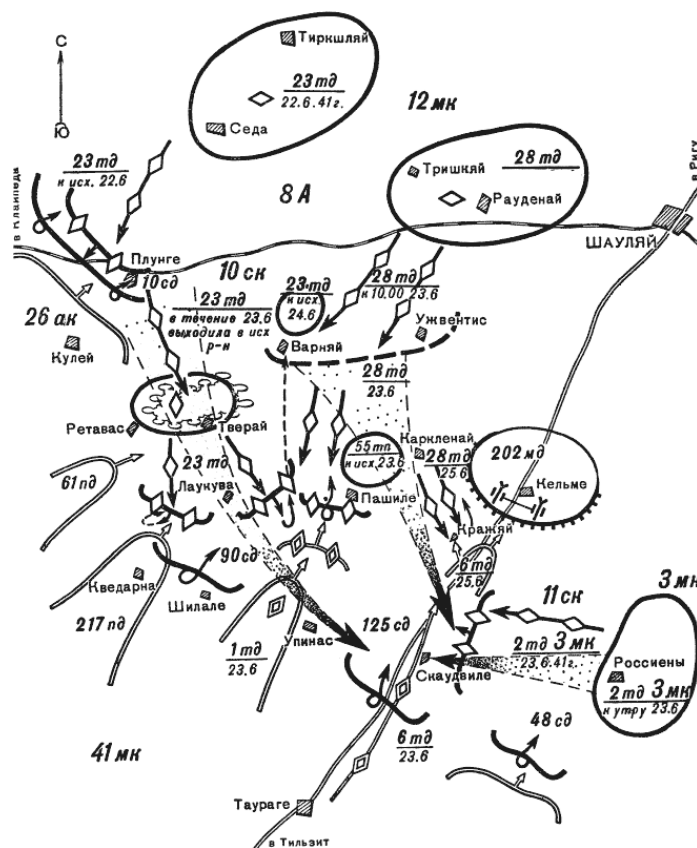 С
Ю
Тиркшляй
23 тд
22.6.41г.
Седа
12 мк
23 тд
к исх. 22.6
Тришкяй
28 тд
Рауденай
в Ригу
8 А
в Клайпеда
ШАУЛЯЙ
Плунге
10 ск
10 сд
23 тд
в течение 23.6
выходила в исх
р-н
23 тд
к исх.
24.6
28 тд
к 10.00 23.6
26 ак
Кулей
Ужвентис
Варняй
28 тд
23.6
Ретавас
Тверай
55 тп
к исх. 23.6
Каркленай
28 тд
25.6
202 мд
Кельме
61 пд
23 тд
Лаукува
Пашиле
Кражяй
6 тд
25.6
90 сд
Кведарна
Шилале
11 ск
3 мк
217 пд
1 тд
23.6
Упинас
125 сд
2 тд 3 мк
23.6.41г.
Россиены
Скаудвиле
2 тд 3 мк
к утру 23.6
6 тд
23.6
48 сд
41 мк
Таураге
в Тильзит